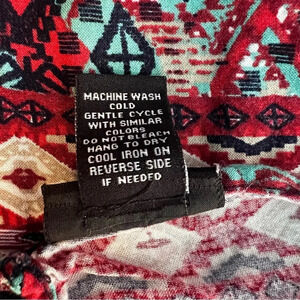 MACHINE WASH
COLD
GENTLE CYCLE
WITH SIMILAR
COLORS
DO NOT BLEACH
HANG TO DRY
COOL IRON ON
REVERSE SIDE
IF NEEDED